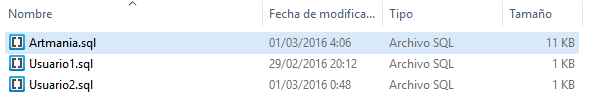 Nombre Fecha de modifica... Tipo Tamaño
Artmania.sql 01/03/2016 4:06 Archivo SQL 11 KB
Usuario1.sql 29/02/2016 20:12 Archivo SQL 1 KB
Usuario2.sql 01/03/2016 0:48 Archivo SQL 1 KB